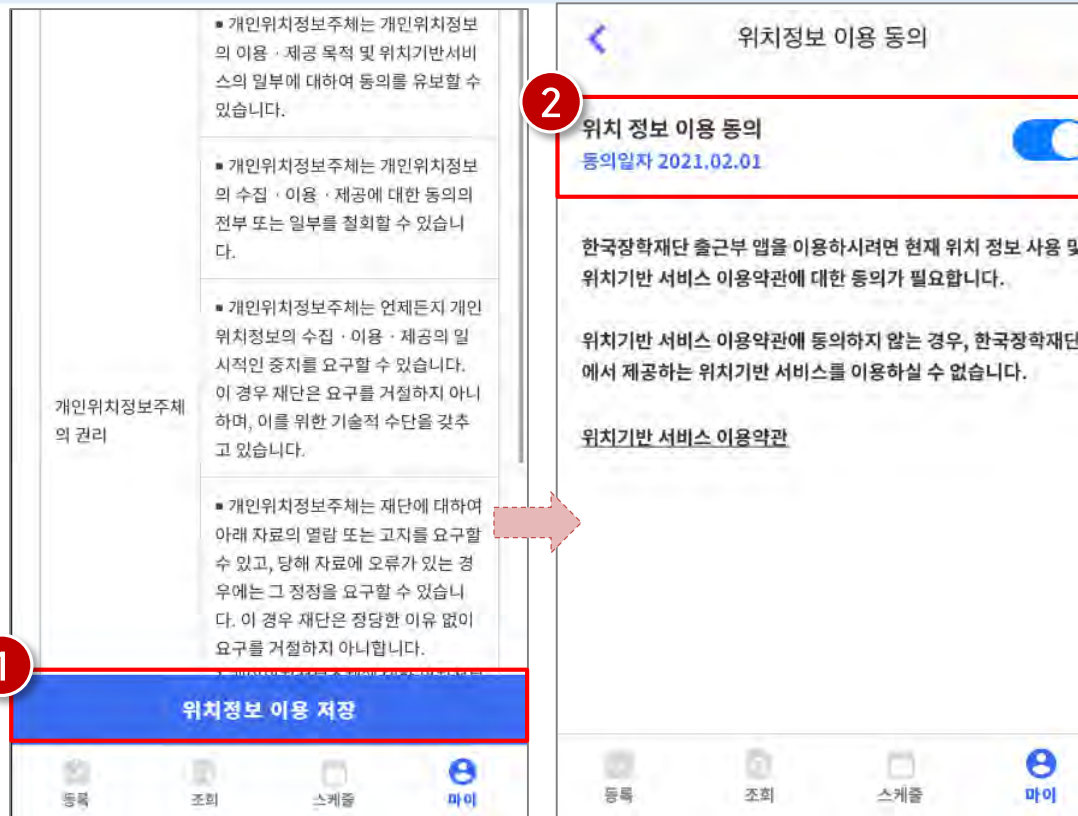 ■ 개인위치정보주체는 개인위치정보
의 이용ㆍ제공 목적 및 위치기반서비
스의 일부에 대하여 동의를 유보할 수
있습니다.
■ 개인위치정보주체는 개인위치정보
의 수집ㆍ이용ㆍ제공에 대한 동의의
전부 또는 일부를 철회할 수 있습니
다.
■ 개인위치정보주체는 언제든지 개인
위치정보의 수집ㆍ이용ㆍ제공의 일
시적인 중지를 요구할 수 있습니다.
이 경우 재단은 요구를 거절하지 아니
하며, 이를 위한 기술적 수단을 갖추
고 있습니다.
개인위치정보주체
의 권리
■ 개인위치정보주체는 재단에 대하여
아래 자료의 열람 또는 고지를 요구할
수 있고, 당해 자료에 오류가 있는 경
우에는 그 정정을 요구할 수 있습니
다. 이 경우 재단은 정당한 이유 없이
요구를 거절하지 아니합니다.
1
위치정보 이용 저장
등록
조회
스케줄
마이
위치정보 이용 동의
2
위치 정보 이용 동의
동의일자 2021.02.01
한국장학재단 출근부 앱을 이용하시려면 현재 위치 정보 사용 및
위치기반 서비스 이용약관에 대한 동의가 필요합니다.
위치기반 서비스 이용약관에 동의하지 않는 경우, 한국장학재단
에서 제공하는 위치기반 서비스를 이용하실 수 없습니다.
위치기반 서비스 이용약관
등록
조회
스케줄
마이